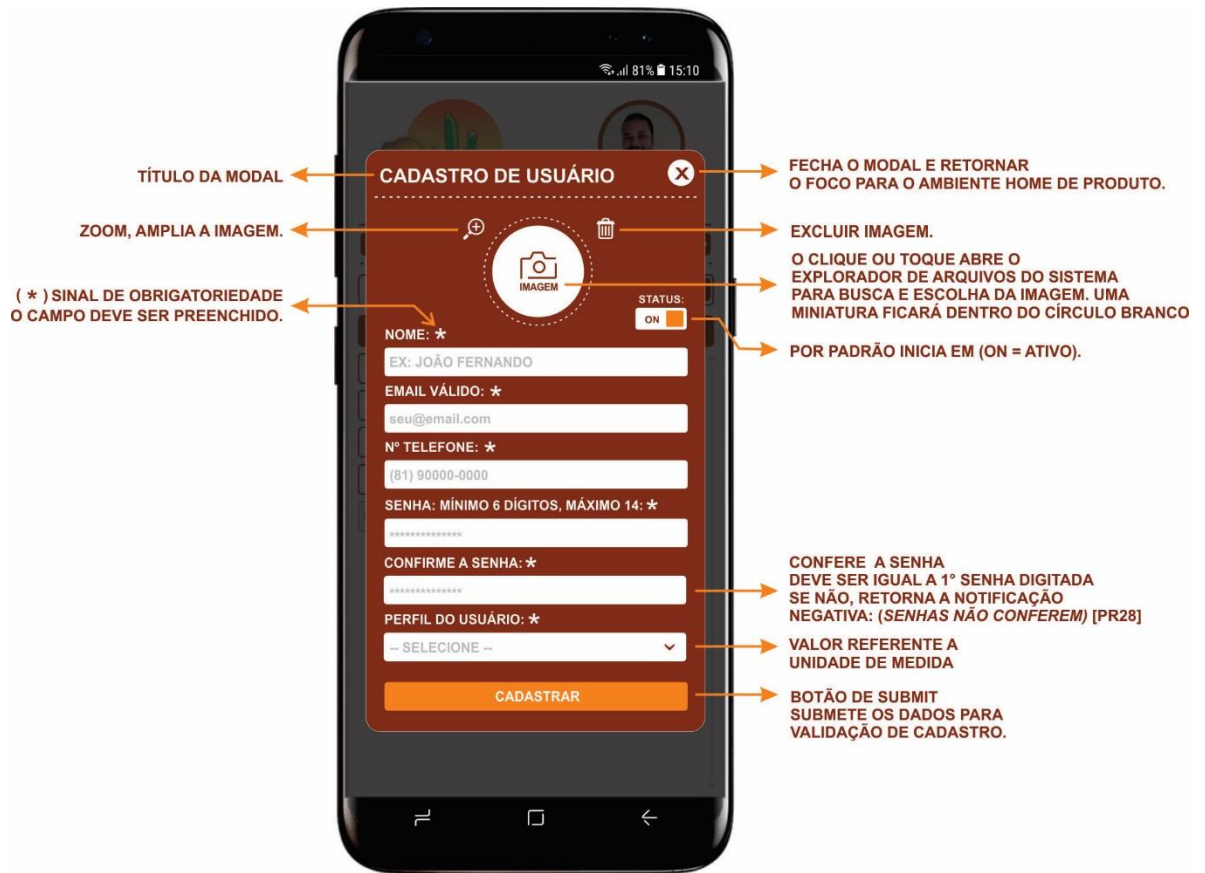 81% 15:10
TÍTULO DA MODAL
CADASTRO DE USUÁRIO
X
FECHA O MODAL E RETORNAR
O FOCO PARA O AMBIENTE HOME DE PRODUTO.
ZOOM, AMPLIA A IMAGEM.
EXCLUIR IMAGEM.
IMAGEM
O CLIQUE OU TOQUE ABRE O
EXPLORADOR DE ARQUIVOS DO SISTEMA
PARA BUSCA E ESCOLHA DA IMAGEM. UMA
MINIATURA FICARÁ DENTRO DO CÍRCULO BRANCO
( * ) SINAL DE OBRIGATORIEDADE
O CAMPO DEVE SER PREENCHIDO.
STATUS:
ON
POR PADRÃO INICIA EM (ON = ATIVO).
NOME: *
EX: JOÃO FERNANDO
EMAIL VÁLIDO: *
seu@email.com
Nº TELEFONE: *
(81) 90000-0000
SENHA: MÍNIMO 6 DÍGITOS, MÁXIMO 14: *
**************
CONFIRME A SENHA: *
**************
CONFERE A SENHA
DEVE SER IGUAL A 1° SENHA DIGITADA
SE NÃO, RETORNA A NOTIFICAÇÃO
NEGATIVA: (SENHAS NÃO CONFEREM) [PR28]
PERFIL DO USUÁRIO: *
-- SELECIONE --
VALOR REFERENTE A
UNIDADE DE MEDIDA
CADASTRAR
BOTÃO DE SUBMIT
SUBMETE OS DADOS PARA
VALIDAÇÃO DE CADASTRO.